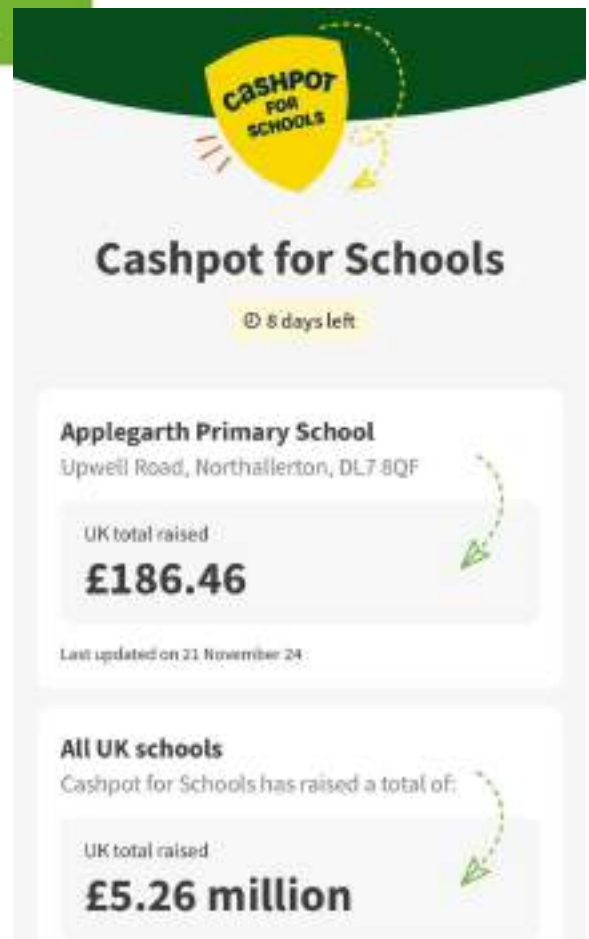 CASHPOT
FOR
SCHOOLS
Cashpot for Schools
8 days left
Applegarth Primary School
Upwell Road, Northallerton, DL7 8QF
UK total raised
£186.46
Last updated on 21 November 24
All UK schools
Cashpot for Schools has raised a total of:
UK total raised
£5.26 million